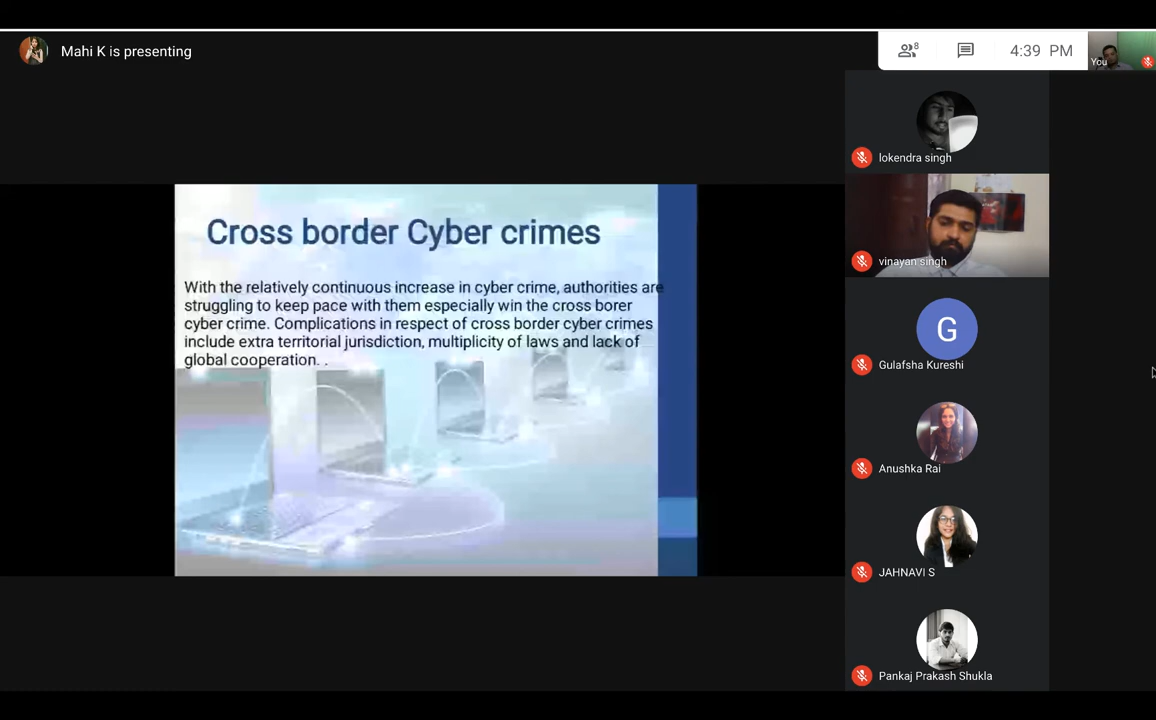 Mahi K is presenting
8
4:39 PM
You
lokendra singh
Cross border Cyber crimes
With the relatively continuous increase in cyber crime, authorities are
struggling to keep pace with them especially win the cross borer
cyber crime. Complications in respect of cross border cyber crimes
include extra territorial jurisdiction, multiplicity of laws and lack of
global cooperation. .
vinayan singh
G
Gulafsha Kureshi
Anushka Rai
JAHNAVI S
Pankaj Prakash Shukla